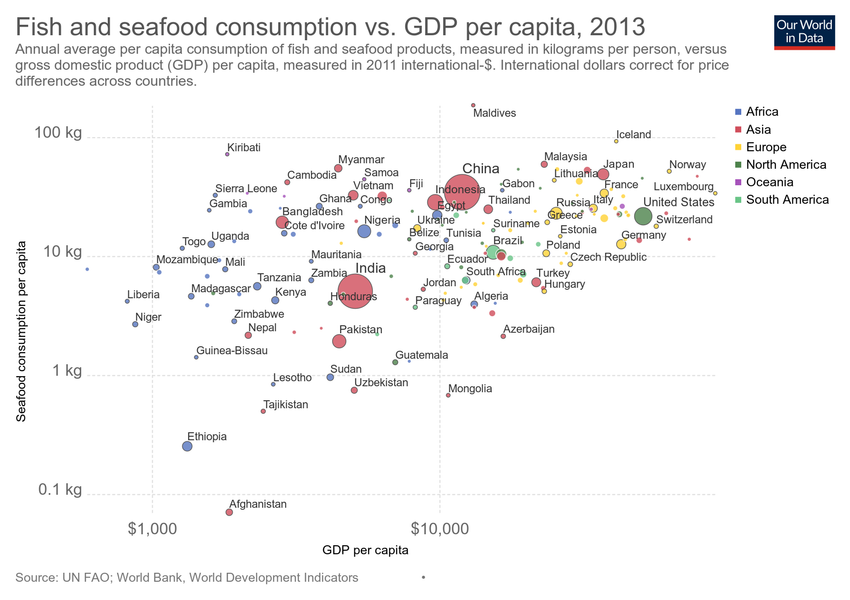 Fish and seafood consumption vs. GDP per capita, 2013
Our World
in Data
Annual average per capita consumption of fish and seafood products, measured in kilograms per person, versus
gross domestic product (GDP) per capita, measured in 2011 international-$. International dollars correct for price
differences across countries.
Maldives
Africa
Asia
Europe
North America
Oceania
South America
100 kg
Iceland
Kiribati
Myanmar
Malaysia
Japan
Norway
Cambodia
Samoa
China
Lithuania
Sierra Leone
Vietnam
Fiji
Indonesia
Gabon
France
Luxembourg
Gambia
Ghana
Congo
Egypt
Thailand
Russia
Italy
United States
Bangladesh
Nigeria
Ukraine
Suriname
Greece
Switzerland
Cote d'Ivoire
Belize
Tunisia
Estonia
Germany
Togo
Uganda
Georgia
Brazil
Poland
10 kg
Mozambique
Mali
Mauritania
India
Ecuador
Czech Republic
Zambia
South Africa
Turkey
Tanzania
Jordan
Hungary
Liberia
Madagascar
Kenya
Honduras
Paraguay
Algeria
Niger
Zimbabwe
Nepal
Pakistan
Azerbaijan
Guinea-Bissau
Guatemala
1 kg
Lesotho
Sudan
Uzbekistan
Mongolia
Tajikistan
Ethiopia
0.1 kg
Afghanistan
$1,000
$10,000
Seafood consumption per capita
GDP per capita
Source: UN FAO; World Bank, World Development Indicators
•